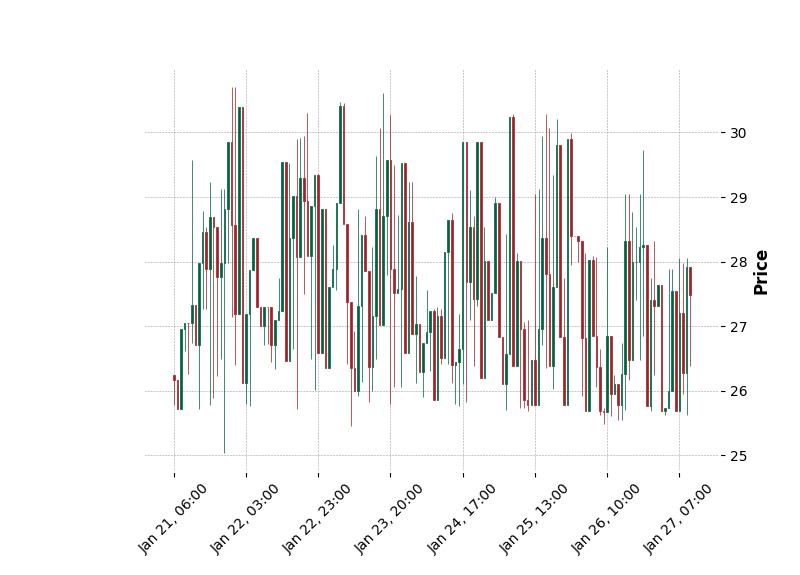 30
29
28
27
26
25
Price
Jan 21, 06:00
Jan 22, 03:00
Jan 22, 23:00
Jan 23, 20:00
Jan 24, 17:00
Jan 25, 13:00
Jan 26, 10:00
Jan 27, 07:00